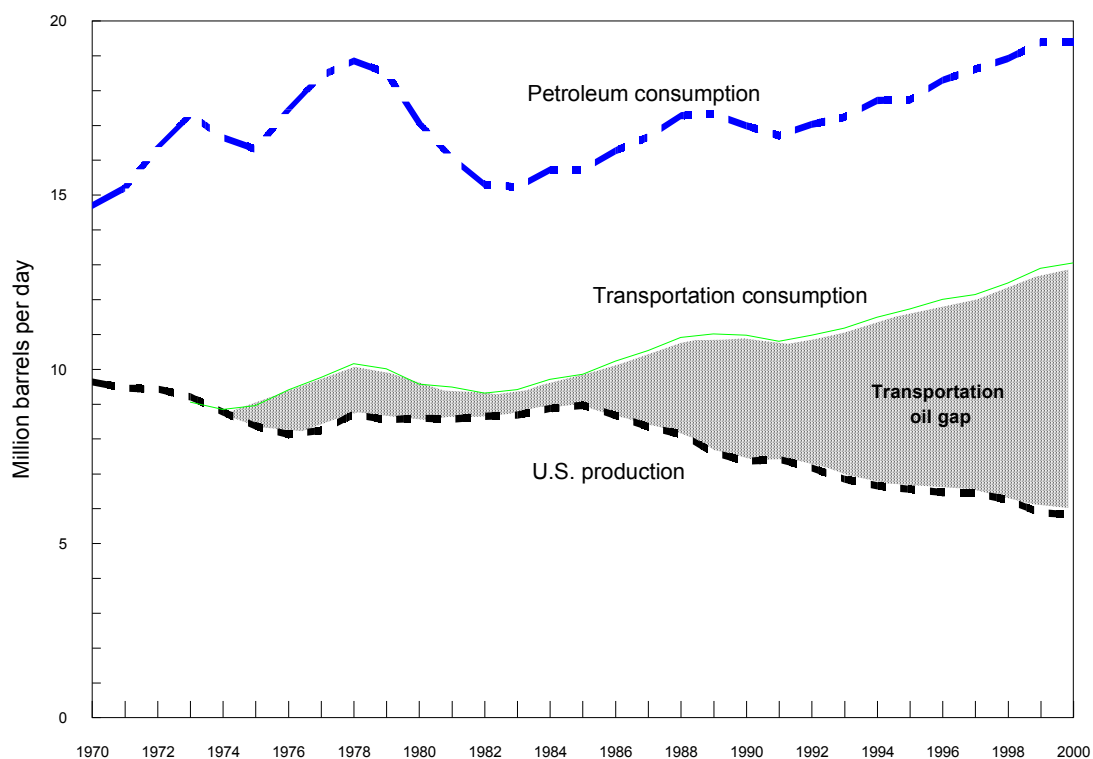 20
Petroleum consumption
15
Million barrels per day
Transportation consumption
10
Transportation
oil gap
U.S. production
5
0
1970 1972 1974 1976 1978 1980 1982 1984 1986 1988 1990 1992 1994 1996 1998 2000